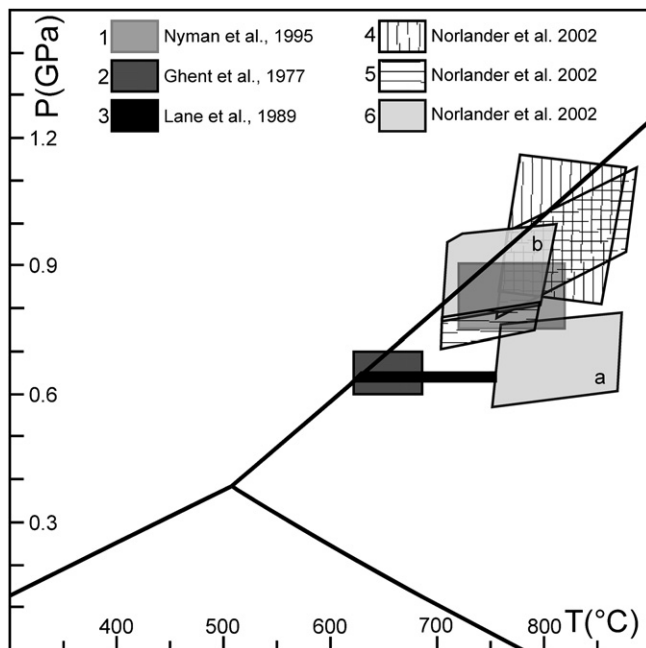 P(GPa)
1 Nyman et al., 1995
2 Ghent et al., 1977
3 Lane et al., 1989
4 Norlander et al. 2002
5 Norlander et al. 2002
6 Norlander et al. 2002
1.2
0.9
0.6
0.3
b
a
400 500 600 700 800 T(°C)